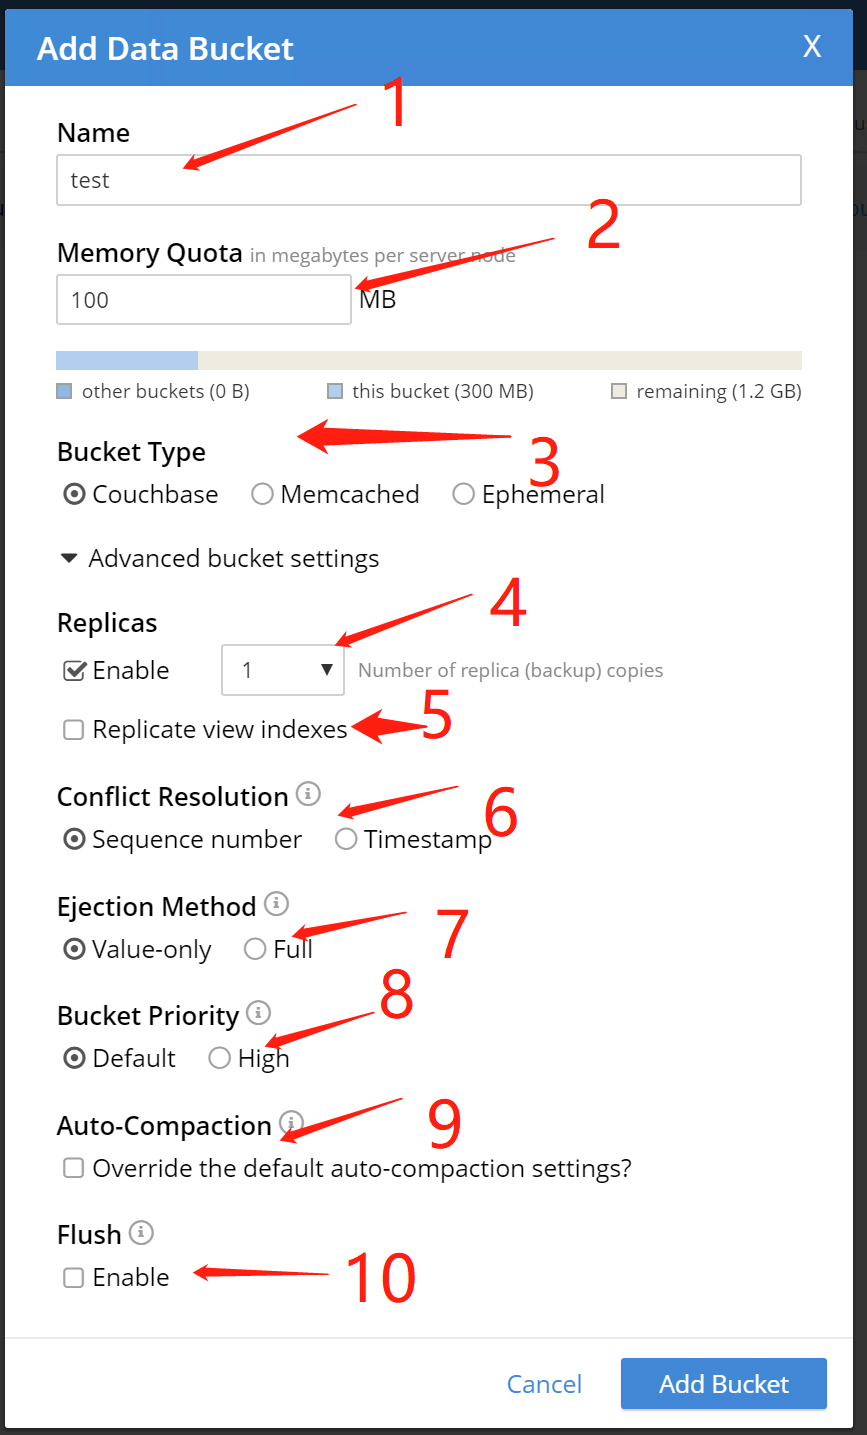 Add Data Bucket X
1
Name
test
2
Memory Quota in megabytes per server node
100 MB
other buckets (0 B) this bucket (300 MB) remaining (1.2 GB)
3
Bucket Type
Couchbase Memcached Ephemeral
Advanced bucket settings
4
Replicas
Enable 1 Number of replica (backup) copies
5
Replicate view indexes
6
Conflict Resolution
Sequence number Timestamp
7
Ejection Method
Value-only Full
8
Bucket Priority
Default High
9
Auto-Compaction
Override the default auto-compaction settings?
Flush
Enable 10
Cancel Add Bucket